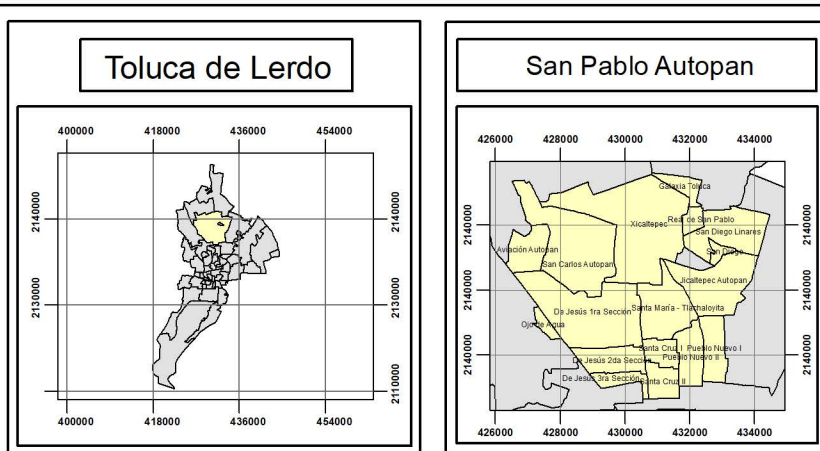 Toluca de Lerdo
400000 418000 436000 454000
2140000 2140000
2130000 2130000
2110000 2110000
400000 418000 436000 454000
San Pablo Autopan
426000 428000 430000 432000 434000
Galaxia Toluca
Xicaltepec
Real de San Pablo
2140000 2140000
San Diego Linares
Aviación Autopan
San Diego
San Carlos Autopan
Jicaltepec Autopan
2140000 2140000
De Jesús 1ra Sección
Santa María - Tlachaloyita
Ojo de Agua
Santa Cruz I
Pueblo Nuevo I
De Jesús 2da Sección
Pueblo Nuevo II
2140000 2140000
De Jesús 3ra Sección
Santa Cruz II
426000 428000 430000 432000 434000